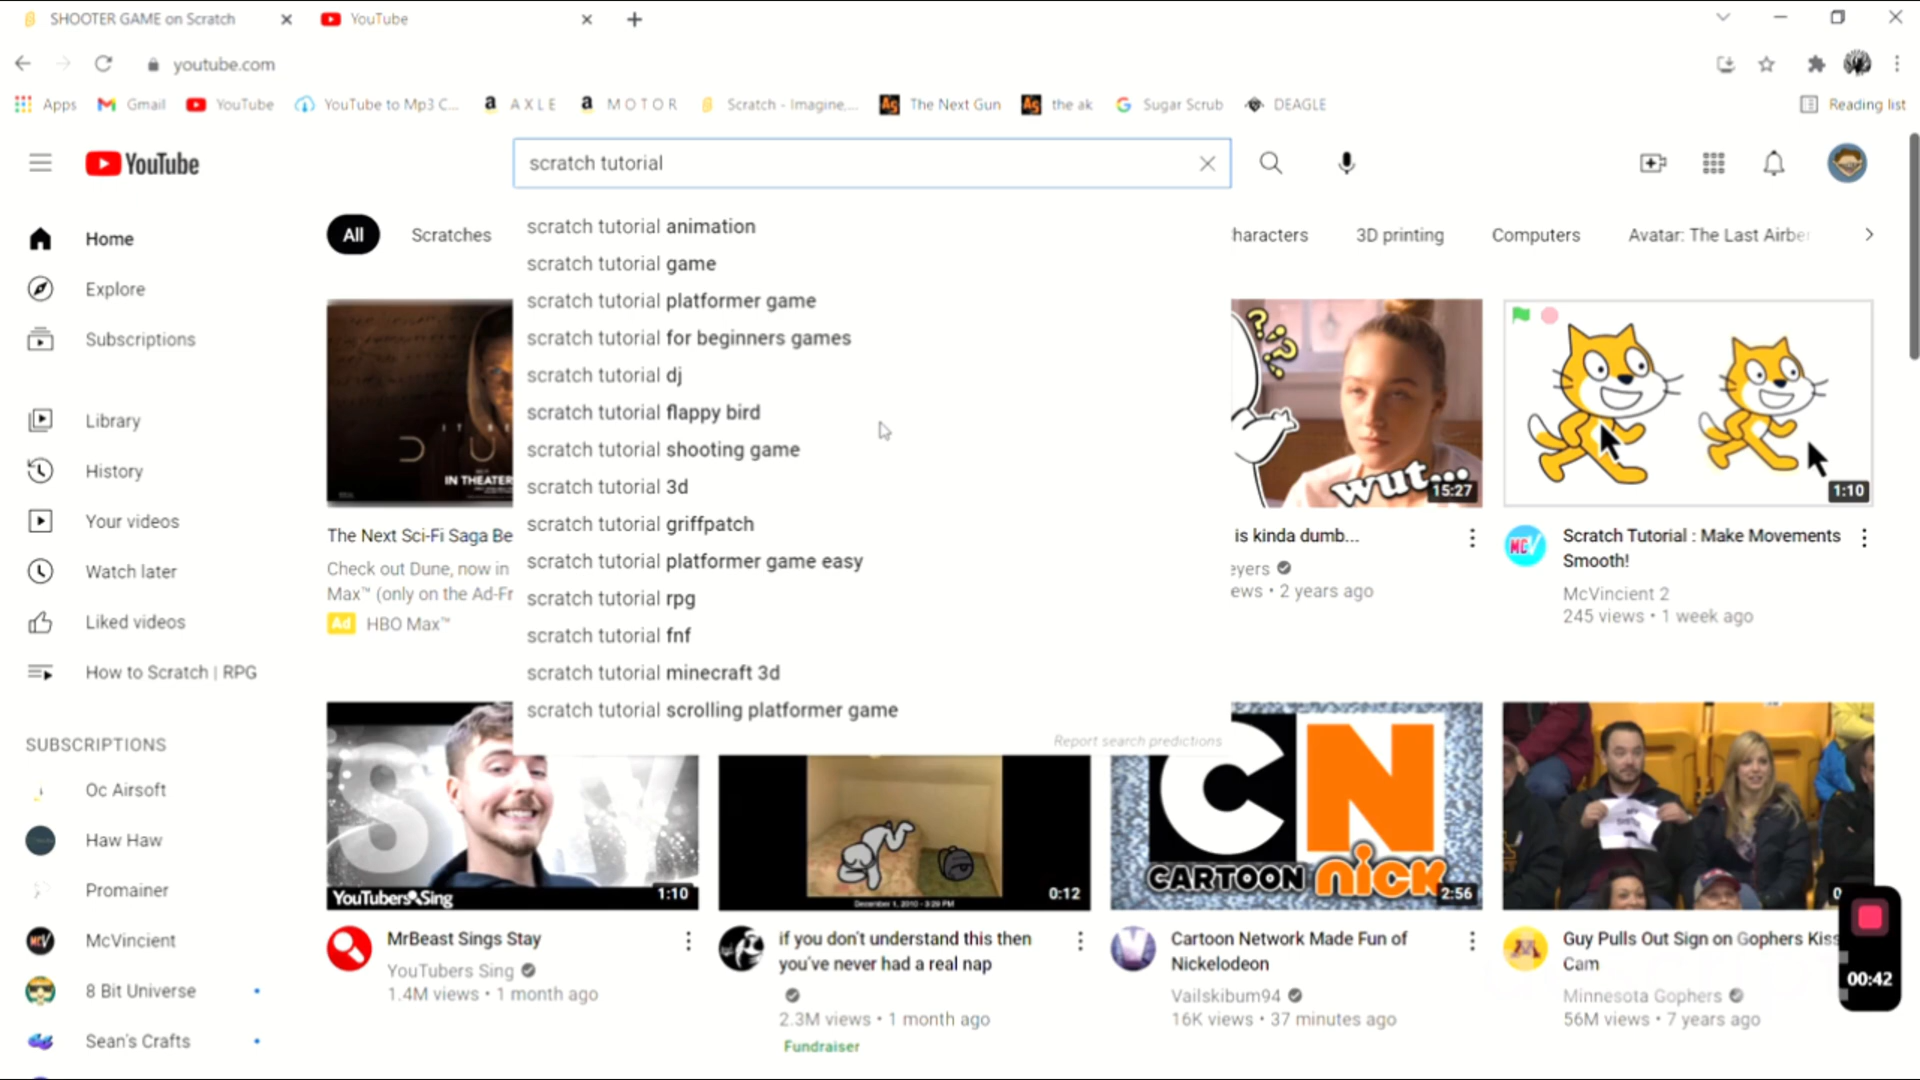 SHOOTER GAME on Scratch
YouTube
youtube.com
Apps
Gmail
YouTube
YouTube to Mp3 C...
A X L E
M O T O R
Scratch - Imagine,...
The Next Gun
the ak
Sugar Scrub
DEAGLE
Reading list
YouTube
scratch tutorial
Home
Explore
Subscriptions
Library
History
Your videos
Watch later
Liked videos
How to Scratch | RPG
SUBSCRIPTIONS
Oc Airsoft
Haw Haw
Promainer
McVincient
8 Bit Universe
Sean's Crafts
All
Scratches
haracters
3D printing
Computers
Avatar: The Last Airbe
scratch tutorial animation
scratch tutorial game
scratch tutorial platformer game
scratch tutorial for beginners games
scratch tutorial dj
scratch tutorial flappy bird
scratch tutorial shooting game
scratch tutorial 3d
scratch tutorial griffpatch
scratch tutorial platformer game easy
scratch tutorial rpg
scratch tutorial fnf
scratch tutorial minecraft 3d
scratch tutorial scrolling platformer game
Report search predictions
IN THEATER
The Next Sci-Fi Saga Be
Check out Dune, now in
Max™ (only on the Ad-Fr
Ad HBO Max™
???
wut...
15:27
is kinda dumb...
eyers
ews • 2 years ago
1:10
MCV
Scratch Tutorial : Make Movements
Smooth!
McVincient 2
245 views • 1 week ago
YouTubers Sing
1:10
MrBeast Sings Stay
YouTubers Sing
1.4M views • 1 month ago
December 1, 2010 - 3:29 PM
0:12
if you don't understand this then
you've never had a real nap
2.3M views • 1 month ago
Fundraiser
CN
CARTOON nick
2:56
Cartoon Network Made Fun of
Nickelodeon
Vailskibum94
16K views • 37 minutes ago
Guy Pulls Out Sign on Gophers Kiss
Cam
Minnesota Gophers
56M views • 7 years ago
00:42